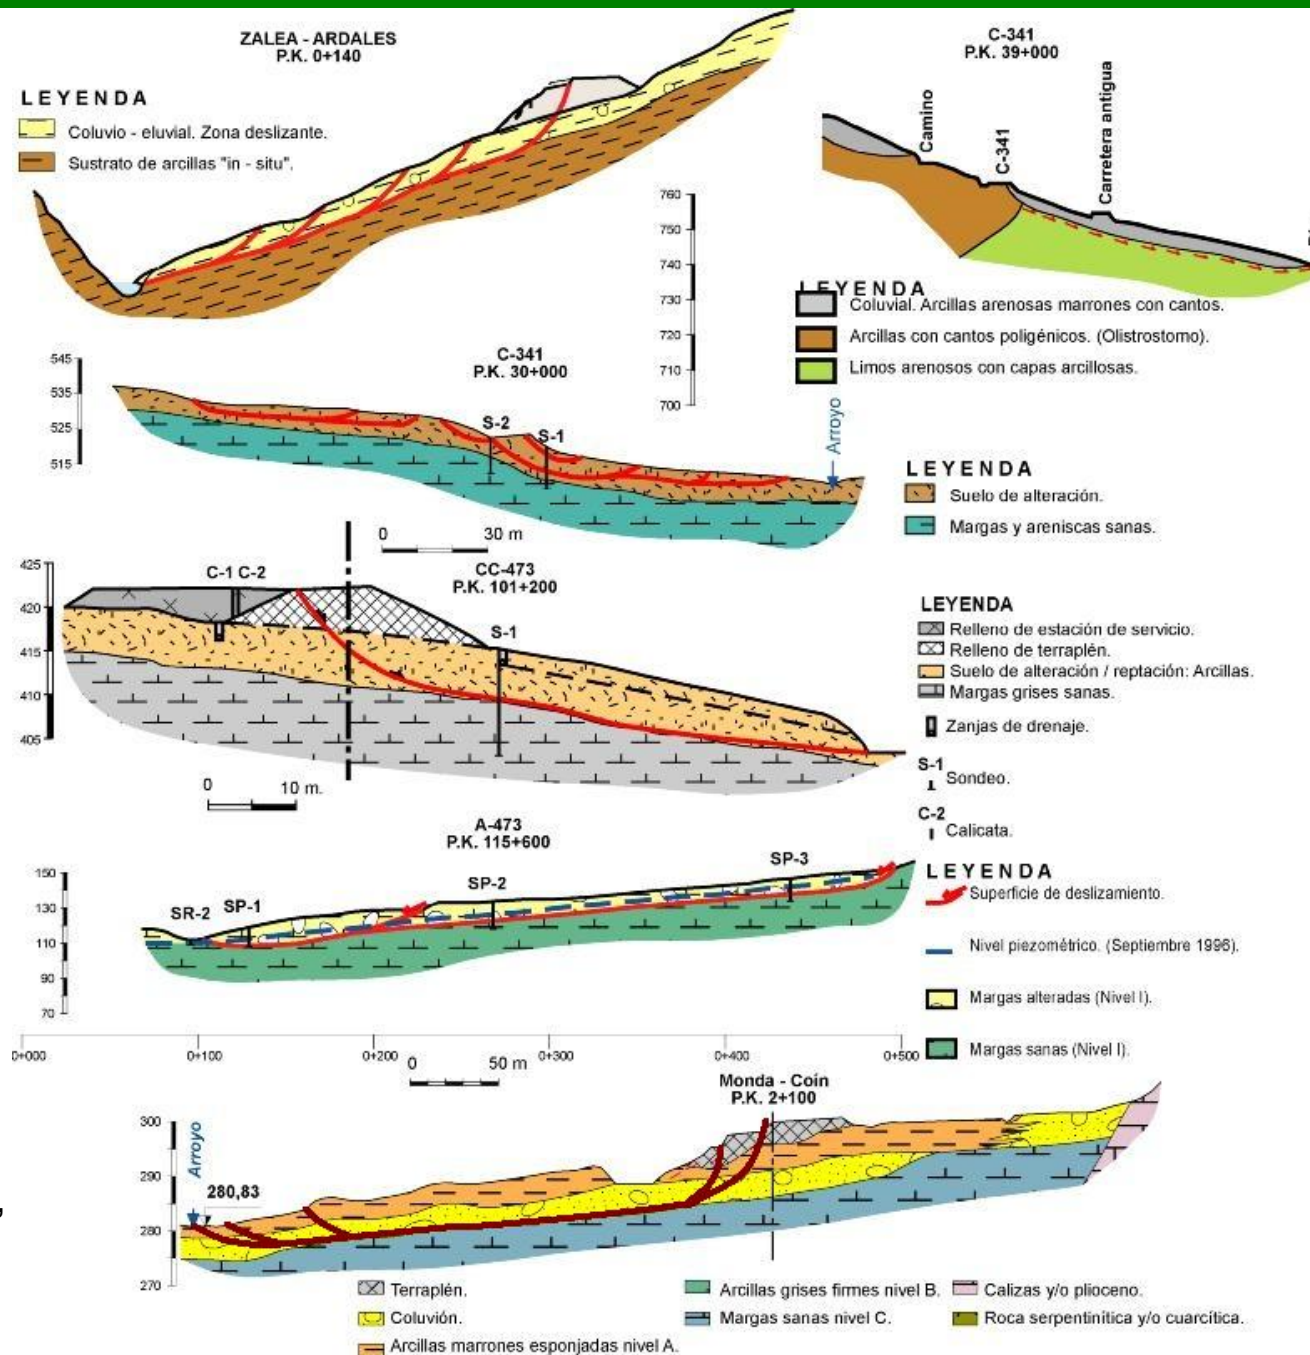 ZALEA - ARDALES
P.K. 0+140
LEYENDA
Coluvio - eluvial. Zona deslizante.
Sustrato de arcillas "in - situ".
C-341
P.K. 39+000
Camino
C-341
Carretera antigua
760
750
740
730
720
710
700
LEYENDA
Coluvial. Arcillas arenosas marrones con cantos.
Arcillas con cantos poligénicos. (Olistrostomo).
Limos arenosos con capas arcillosas.
C-341
P.K. 30+000
545
535
525
515
S-2
S-1
Arroyo
0 30 m
LEYENDA
Suelo de alteración.
Margas y areniscas sanas.
CC-473
P.K. 101+200
425
420
415
410
405
C-1 C-2
S-1
0 10 m.
LEYENDA
Relleno de estación de servicio.
Relleno de terraplén.
Suelo de alteración / reptación: Arcillas.
Margas grises sanas.
Zanjas de drenaje.
S-1
Sondeo.
C-2
Calicata.
A-473
P.K. 115+600
150
130
110
90
70
SR-2
SP-1
SP-2
SP-3
0+000 0+100 0+200 0+300 0+400 0+500
0 50 m
LEYENDA
Superficie de deslizamiento.
Nivel piezométrico. (Septiembre 1996).
Margas alteradas (Nivel I).
Margas sanas (Nivel I).
Monda - Coín
P.K. 2+100
300
290
280
270
Arroyo
280,83
,
Terraplén.
Coluvión.
Arcillas marrones esponjadas nivel A.
Arcillas grises firmes nivel B.
Margas sanas nivel C.
Calizas y/o plioceno.
Roca serpentinítica y/o cuarcítica.